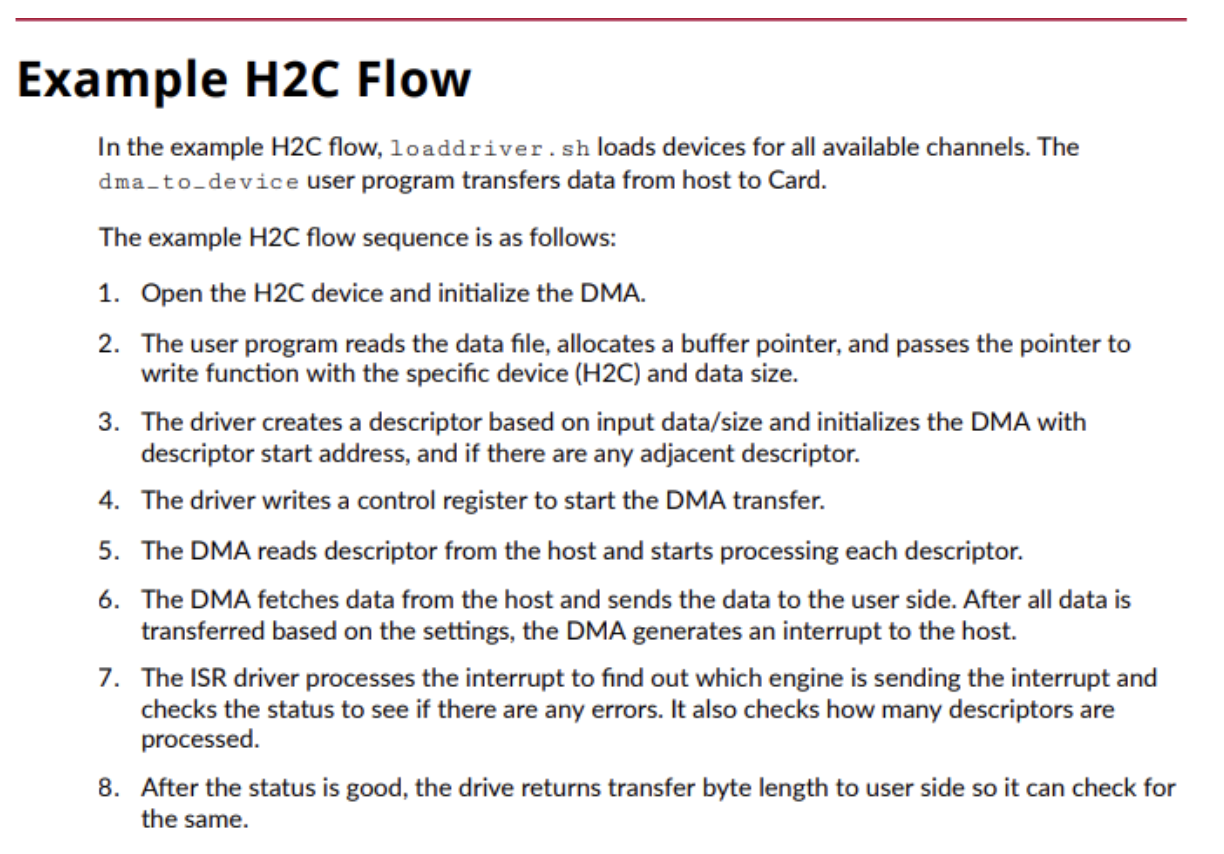 Example H2C Flow
In the example H2C flow, loaddriver.sh loads devices for all available channels. The
dma_to_device user program transfers data from host to Card.
The example H2C flow sequence is as follows:
1. Open the H2C device and initialize the DMA.
2. The user program reads the data file, allocates a buffer pointer, and passes the pointer to
write function with the specific device (H2C) and data size.
3. The driver creates a descriptor based on input data/size and initializes the DMA with
descriptor start address, and if there are any adjacent descriptor.
4. The driver writes a control register to start the DMA transfer.
5. The DMA reads descriptor from the host and starts processing each descriptor.
6. The DMA fetches data from the host and sends the data to the user side. After all data is
transferred based on the settings, the DMA generates an interrupt to the host.
7. The ISR driver processes the interrupt to find out which engine is sending the interrupt and
checks the status to see if there are any errors. It also checks how many descriptors are
processed.
8. After the status is good, the drive returns transfer byte length to user side so it can check for
the same.